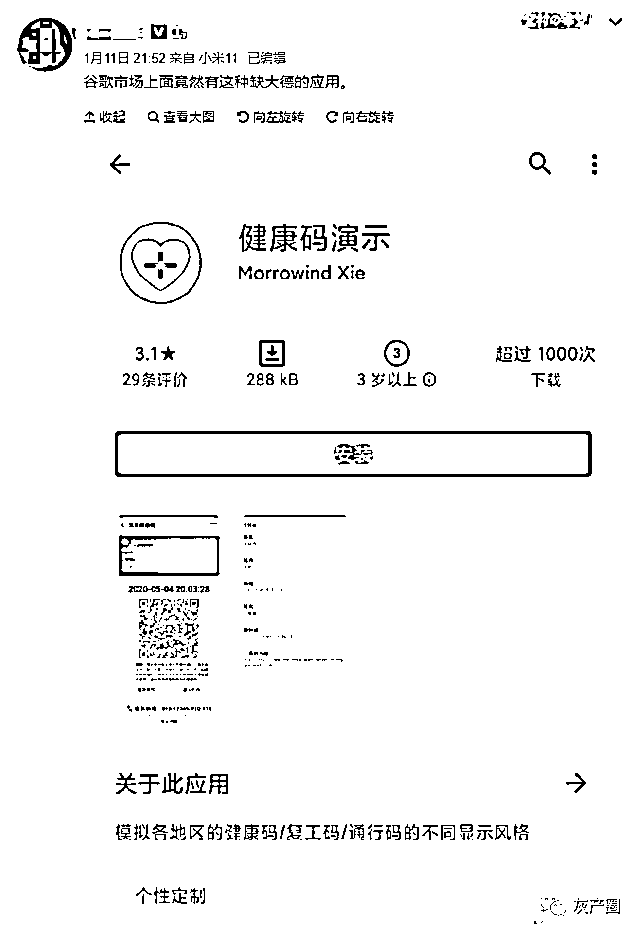 1月11日 21:52 来自 小米11 已编辑
谷歌市场上面竟然有这种缺大德的应用。
收起 查看大图 向左旋转 向右旋转
健康码演示
Morrowind Xie
3.1★ 288 kB 3 岁以上 超过 1000次
29条评价 下载
安装
2020-05-04 20:03:28
关于此应用
模拟各地区的健康码/复工码/通行码的不同显示风格
个性定制
灰产圈